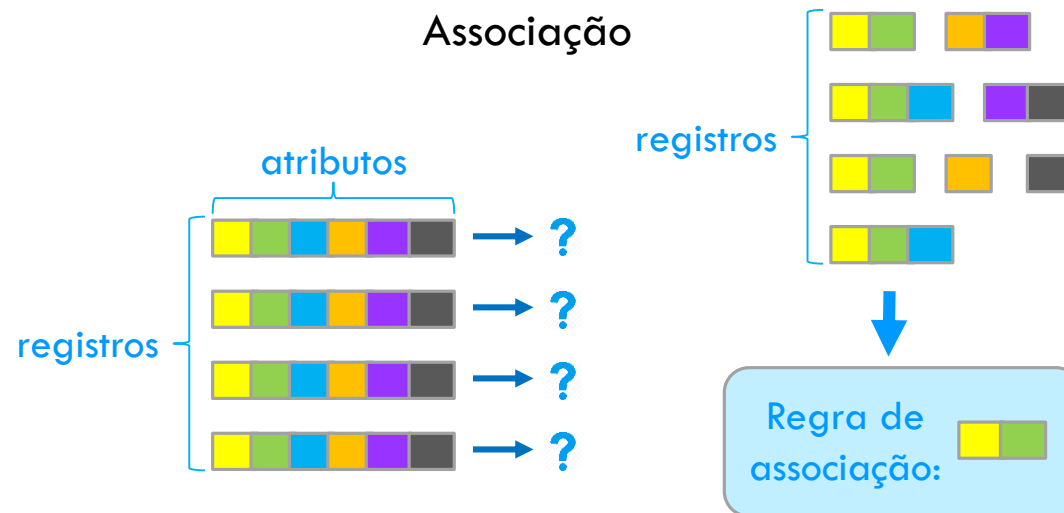 Associação
atributos
registros
?
?
?
?
registros
Regra de
associação: